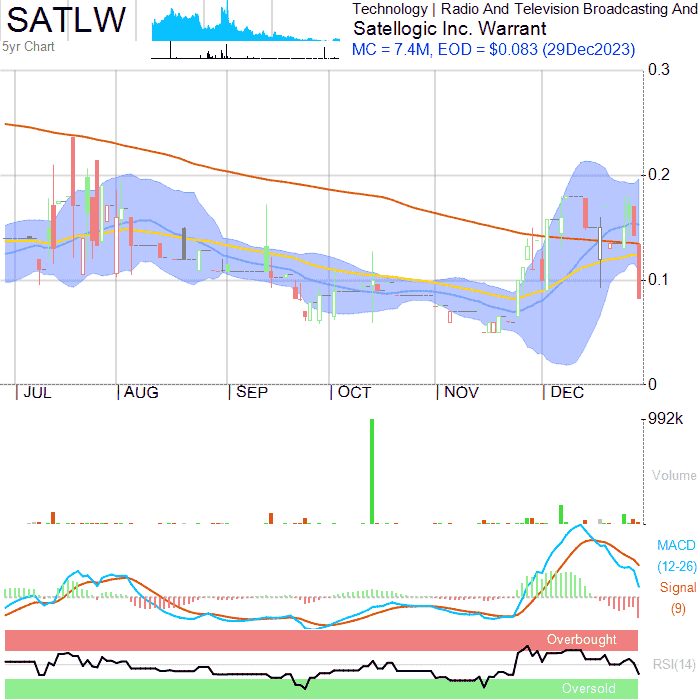 SATLW
5yr Chart
Technology | Radio And Television Broadcasting And
Satellogic Inc. Warrant
MC = 7.4M, EOD = $0.083 (29Dec2023)
0.3
0.2
0.1
0
JUL AUG SEP OCT NOV DEC
992k
Volume
MACD
(12-26)
Signal
(9)
Overbought
RSI(14)
Oversold